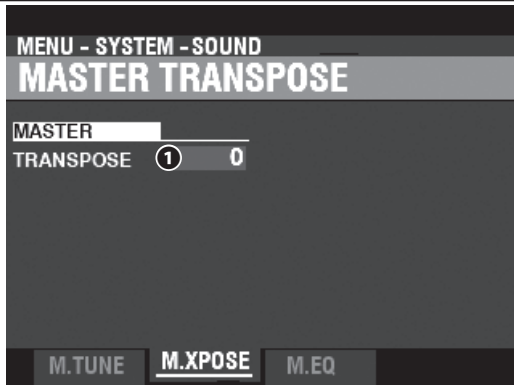 MENU - SYSTEM - SOUND
MASTER TRANSPOSE
MASTER
TRANSPOSE 1 0
M.TUNE M.XPOSE M.EQ